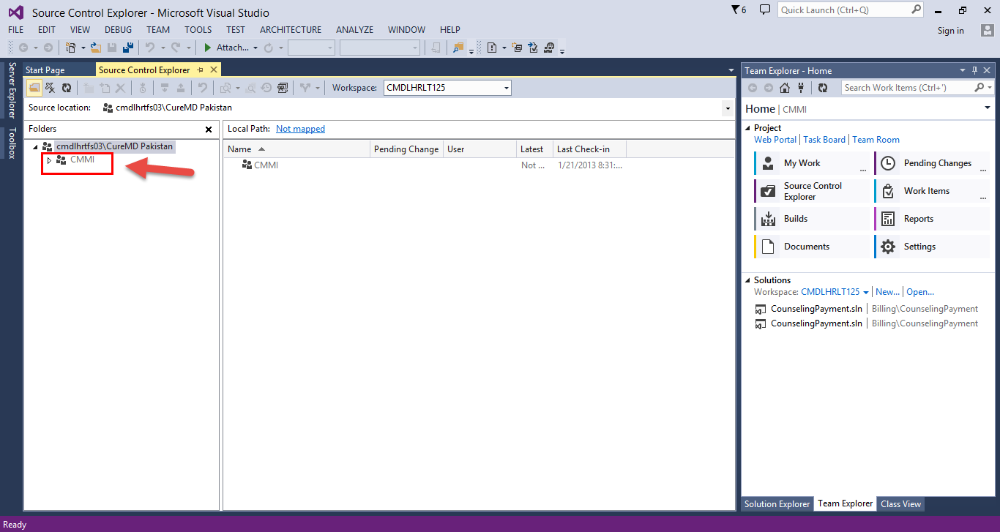 Source Control Explorer - Microsoft Visual Studio
6
Quick Launch (Ctrl+Q)
FILE EDIT VIEW DEBUG TEAM TOOLS TEST ARCHITECTURE ANALYZE WINDOW HELP
Sign in
Attach...
Server Explorer
Toolbox
Start Page
Source Control Explorer
Workspace: CMDLHRLT125
Source location: cmdlhrtfs03\CureMD Pakistan
Folders
cmdlhrtfs03\CureMD Pakistan
CMMI
Local Path: Not mapped
Name Pending Change User Latest Last Check-in
CMMI Not ... 1/21/2013 8:31:...
Team Explorer - Home
Search Work Items (Ctrl+')
Home | CMMI
Project
Web Portal | Task Board | Team Room
My Work ...
Pending Changes ...
Source Control
Explorer
Work Items ...
Builds
Reports
Documents
Settings
Solutions
Workspace: CMDLHRLT125 | New... | Open...
CounselingPayment.sln | Billing\CounselingPayment
CounselingPayment.sln | Billing\CounselingPayment
Solution Explorer Team Explorer Class View
Ready